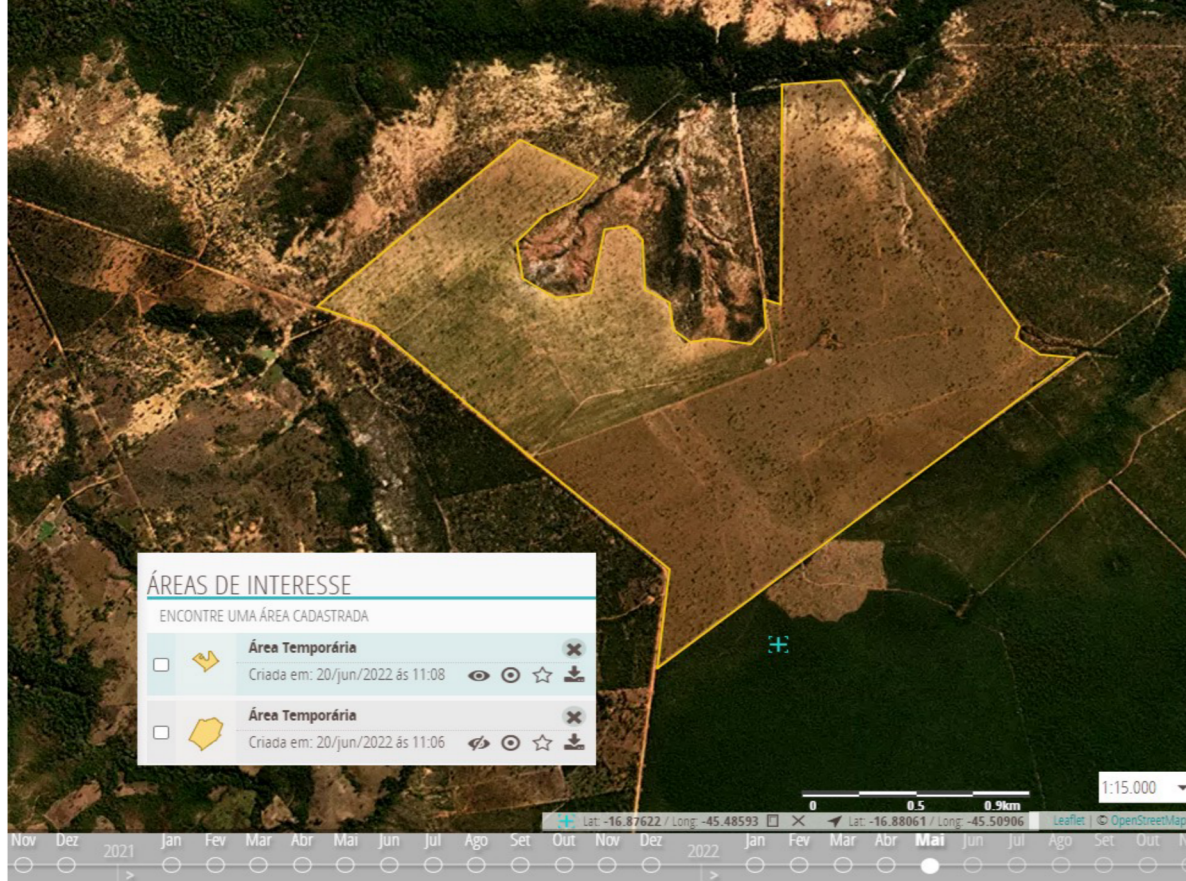 ÁREAS DE INTERESSE
ENCONTRE UMA ÁREA CADASTRADA
Área Temporária
Criada em: 20/jun/2022 ás 11:08
Área Temporária
Criada em: 20/jun/2022 ás 11:06
1:15.000
0 0.5 0.9km
Lat: -16.87622 / Long: -45.48593 Lat: -16.88061 / Long: -45.50906 Leaflet | © OpenStreetMap
Nov Dez 2021 Jan Fev Mar Abr Mai Jun Jul Ago Set Out Nov Dez 2022 Jan Fev Mar Abr Mai Jun Jul Ago Set Out N
> >